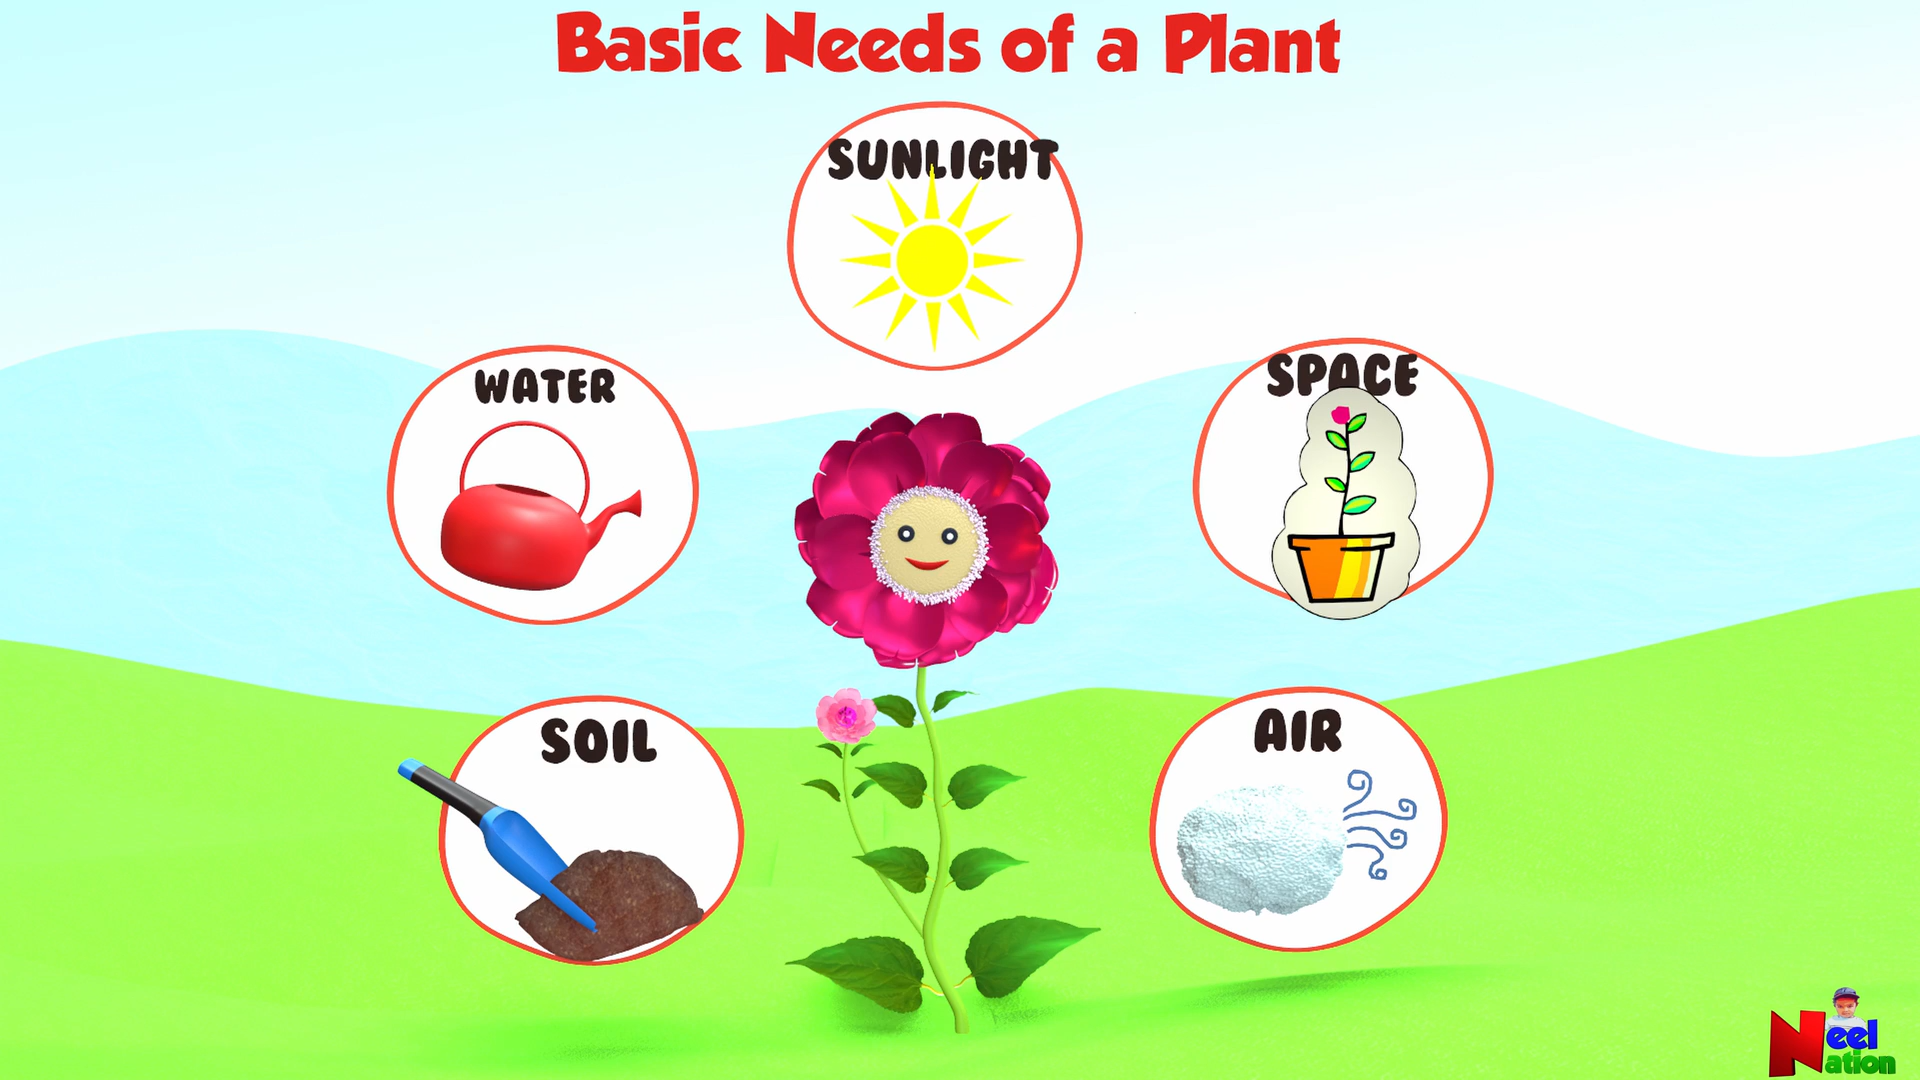 Basic Needs of a Plant
SUNLIGHT
WATER
SPACE
SOIL
AIR
Neel
Nation